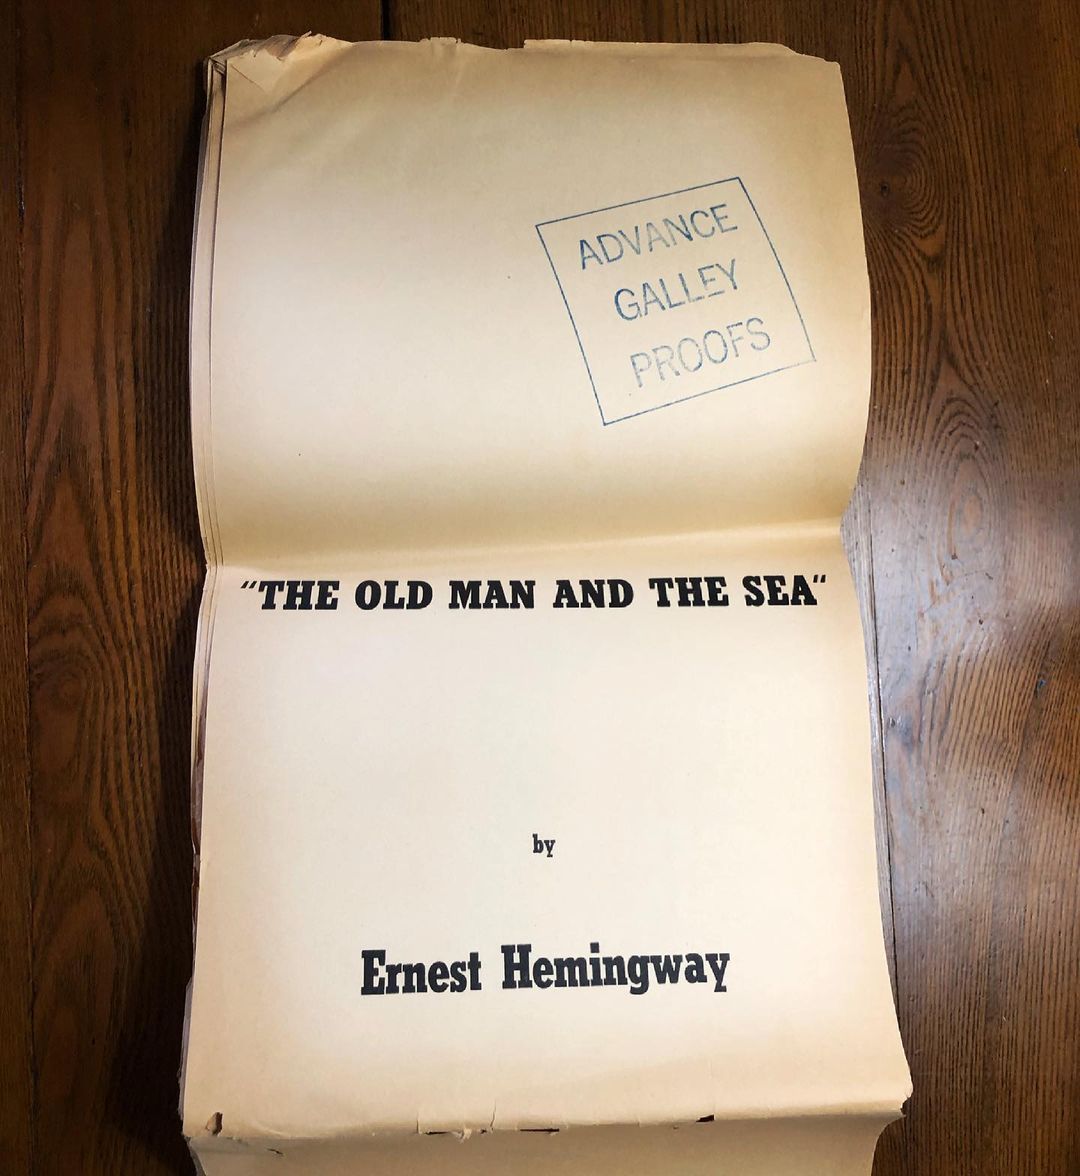 ADVANCE
GALLEY
PROOFS
"THE OLD MAN AND THE SEA"
by
Ernest Hemingway